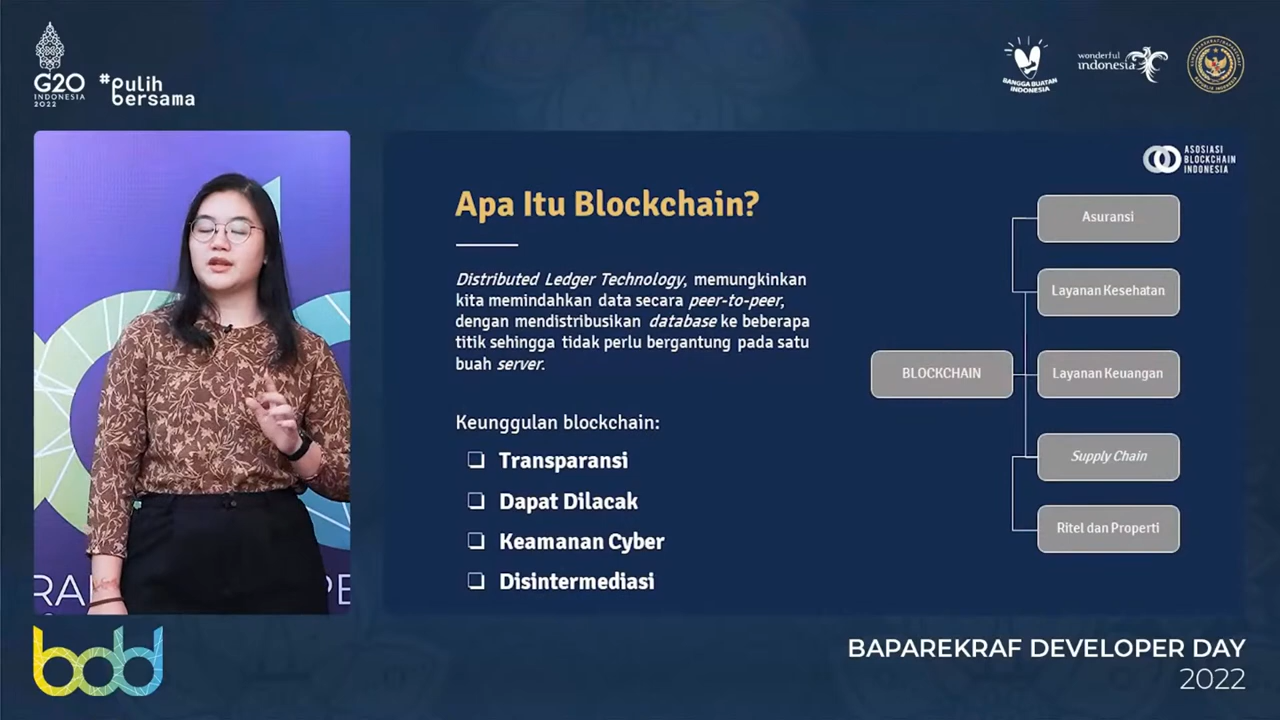 G20
INDONESIA
2022
#pulih
bersama
BANGGA BUATAN
INDONESIA
wonderful
indonesia
ASOSIASI
BLOCKCHAIN
INDONESIA
Apa Itu Blockchain?
Distributed Ledger Technology, memungkinkan
kita memindahkan data secara peer-to-peer,
dengan mendistribusikan database ke beberapa
titik sehingga tidak perlu bergantung pada satu
buah server.
Keunggulan blockchain:
❑ Transparansi
❑ Dapat Dilacak
❑ Keamanan Cyber
❑ Disintermediasi
BLOCKCHAIN
Asuransi
Layanan Kesehatan
Layanan Keuangan
Supply Chain
Ritel dan Properti
RA
PE
bdd
BAPAREKRAF DEVELOPER DAY
2022